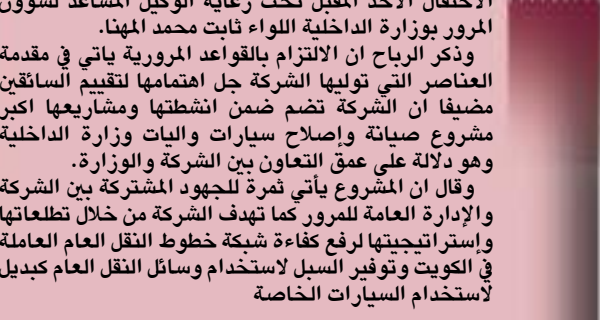 الاحتفال الاحد المقبل تحت رعاية الوكيل المساعد لشؤون
المرور بوزارة الداخلية اللواء ثابت محمد المهنا.
وذكر الرباح ان الالتزام بالقواعد المرورية ياتي في مقدمة
العناصر التي توليها الشركة جل اهتمامها لتقييم السائقين
مضيفا ان الشركة تضم ضمن انشطتها ومشاريعها اكبر
مشروع صيانة وإصلاح سيارات واليات وزارة الداخلية
وهو دلالة على عمق التعاون بين الشركة والوزارة.
وقال ان المشروع يأتي ثمرة للجهود المشتركة بين الشركة
والإدارة العامة للمرور كما تهدف الشركة من خلال تطلعاتها
وإستراتيجيتها لرفع كفاءة شبكة خطوط النقل العام العاملة
في الكويت وتوفير السبل لاستخدام وسائل النقل العام كبديل
لاستخدام السيارات الخاصة